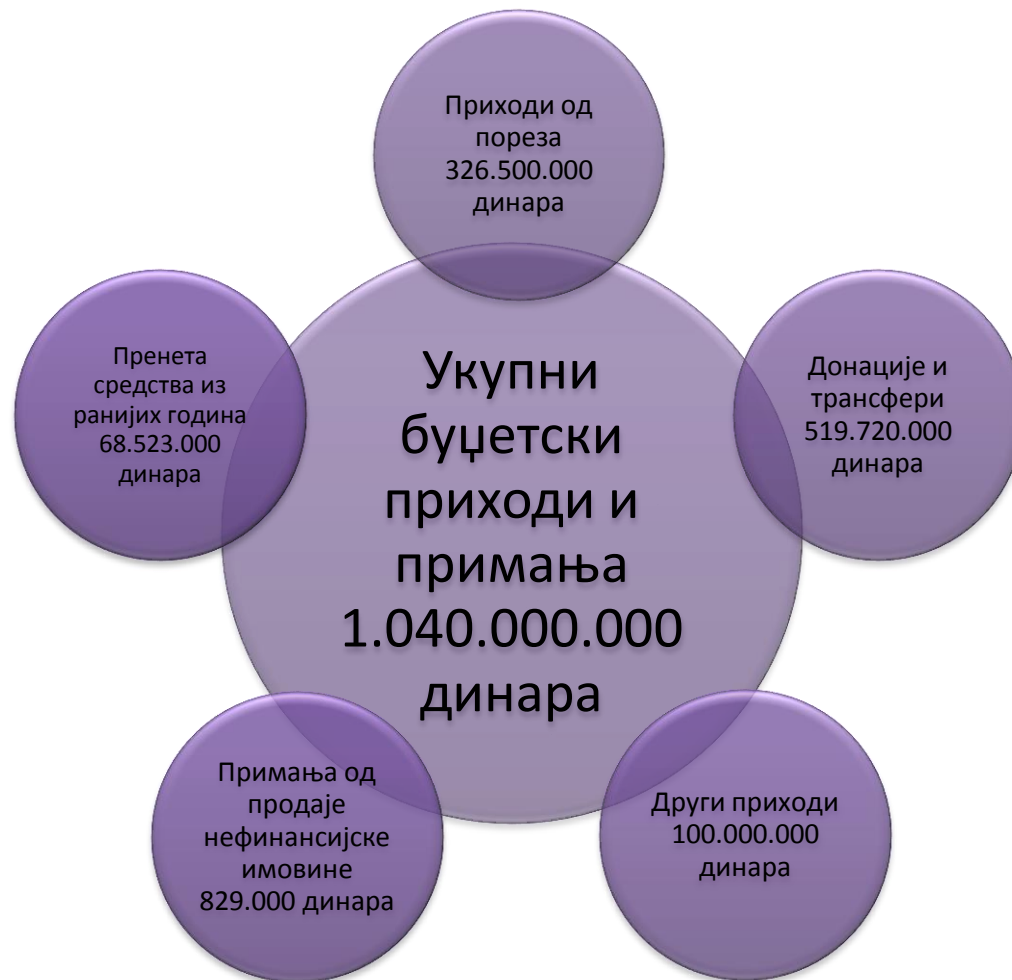 Приходи од
пореза
326.500.000
динара
Пренета
средства из
ранијих година
68.523.000
динара
Укупни
буџетски
приходи и
примања
1.040.000.000
динара
Донације и
трансфери
519.720.000
динара
Примања од
продаје
нефинансијске
имовине
829.000 динара
Други приходи
100.000.000
динара